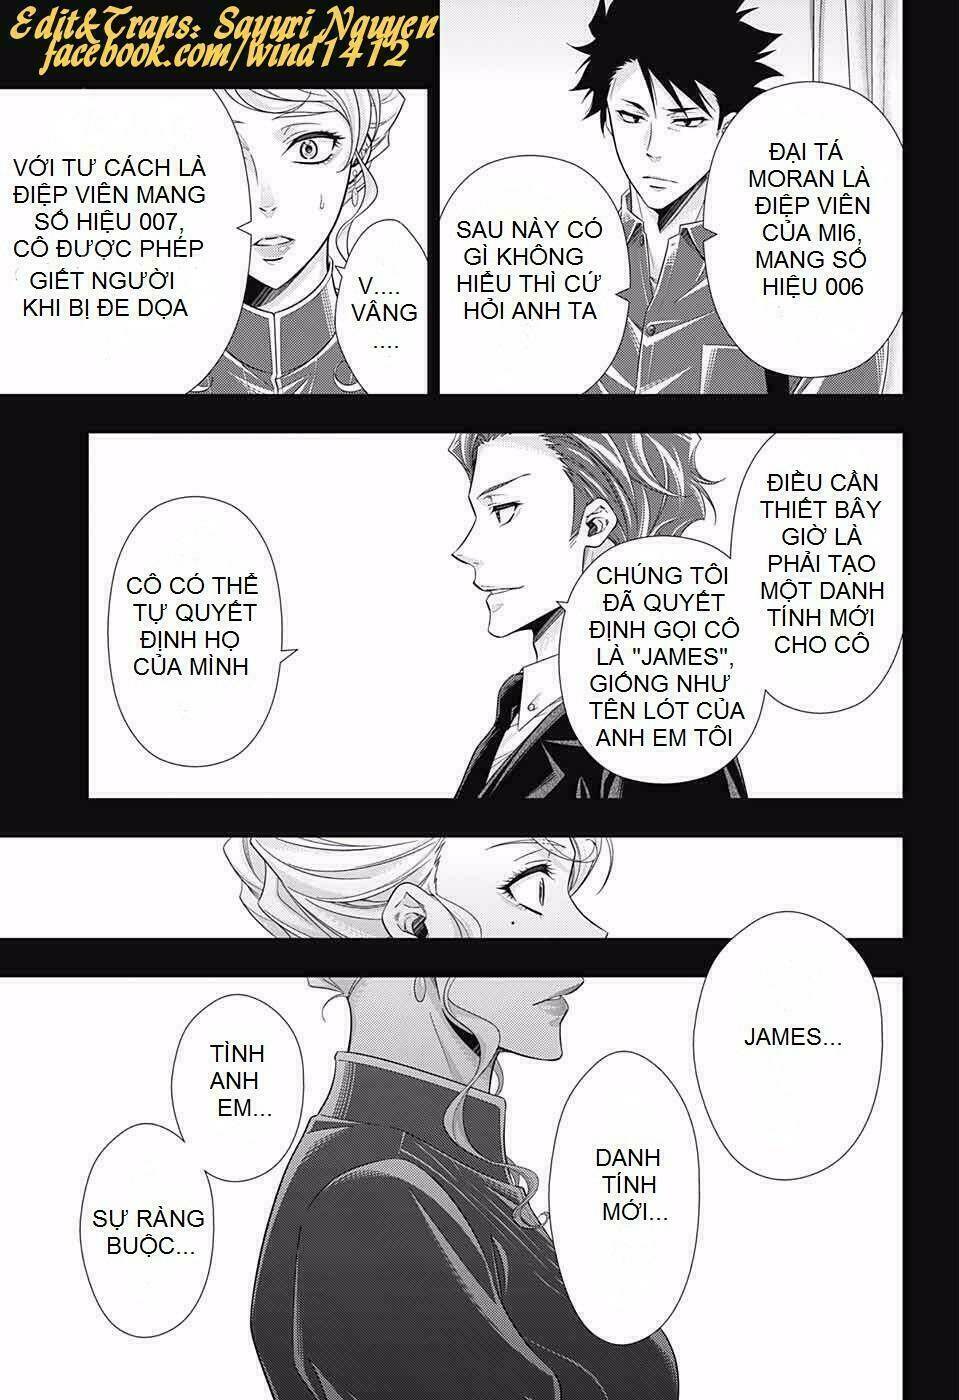 Edit&Trans: Sayuri Nguyen
facebook.com/wind1412
ĐẠI TÁ
MORAN LÀ
ĐIỆP VIÊN
CỦA MI6,
MANG SỐ
HIỆU 006
SAU NÀY CÓ
GÌ KHÔNG
HIỂU THÌ CỨ
HỎI ANH TA
V....
VÂNG
....
VỚI TƯ CÁCH LÀ
ĐIỆP VIÊN MANG
SỐ HIỆU 007,
CÔ ĐƯỢC PHÉP
GIẾT NGƯỜI
KHI BỊ ĐE DỌA
ĐIỀU CẦN
THIẾT BÂY
GIỜ LÀ
PHẢI TẠO
MỘT DANH
TÍNH MỚI
CHO CÔ
CHÚNG TÔI
ĐÃ QUYẾT
ĐỊNH GỌI CÔ
LÀ "JAMES",
GIỐNG NHƯ
TÊN LÓT CỦA
ANH EM TÔI
CÔ CÓ THỂ
TỰ QUYẾT
ĐỊNH HỌ
CỦA MÌNH
JAMES...
DANH
TÍNH
MỚI...
TÌNH
ANH
EM...
SỰ RÀNG
BUỘC...